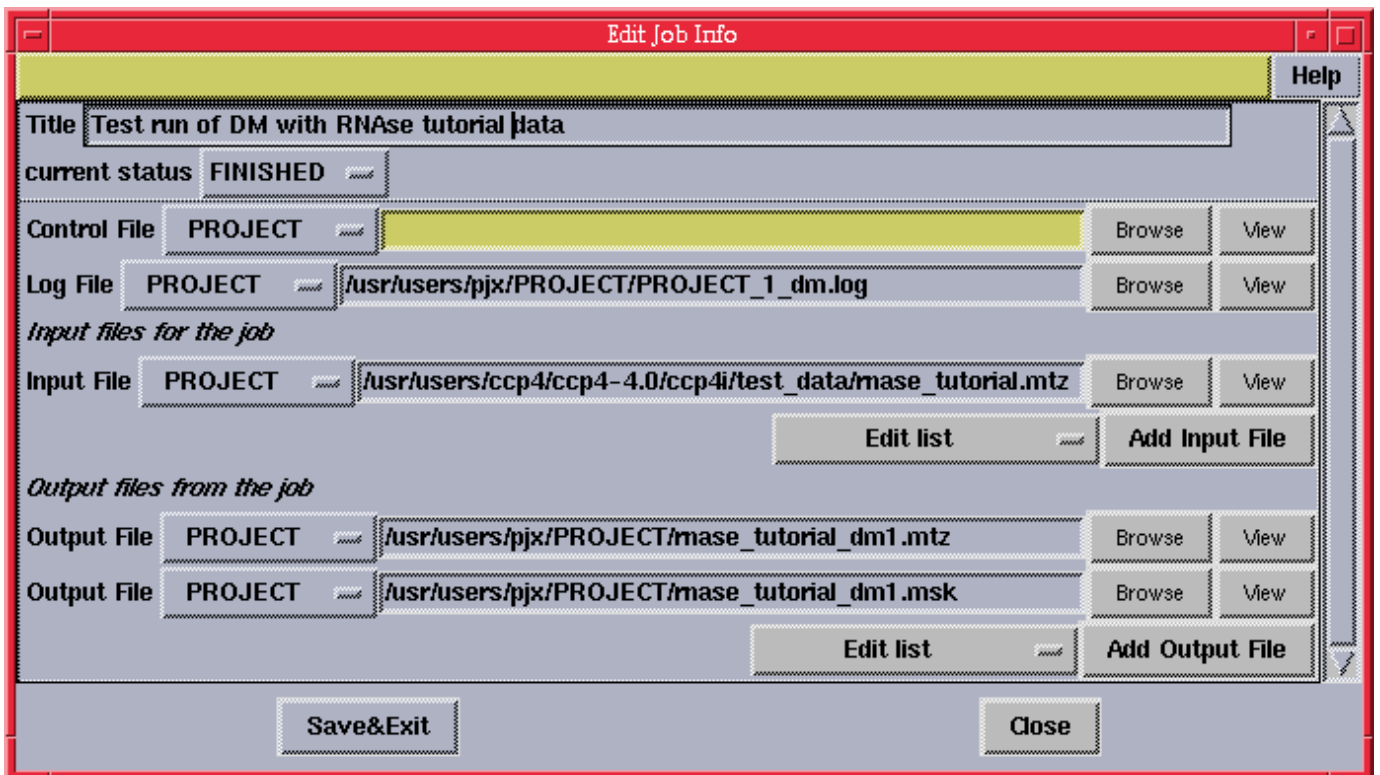 Edit Job Info
Help
Title Test run of DM with RNAse tutorial data
current status FINISHED
Control File PROJECT Browse View
Log File PROJECT /usr/users/pjx/PROJECT/PROJECT_1_dm.log Browse View
Input files for the job
Input File PROJECT /usr/users/ccp4/ccp4-4.0/ccp4i/test_data/rnase_tutorial.mtz Browse View
Edit list Add Input File
Output files from the job
Output File PROJECT /usr/users/pjx/PROJECT/rnase_tutorial_dm1.mtz Browse View
Output File PROJECT /usr/users/pjx/PROJECT/rnase_tutorial_dm1.msk Browse View
Edit list Add Output File
Save&Exit Close